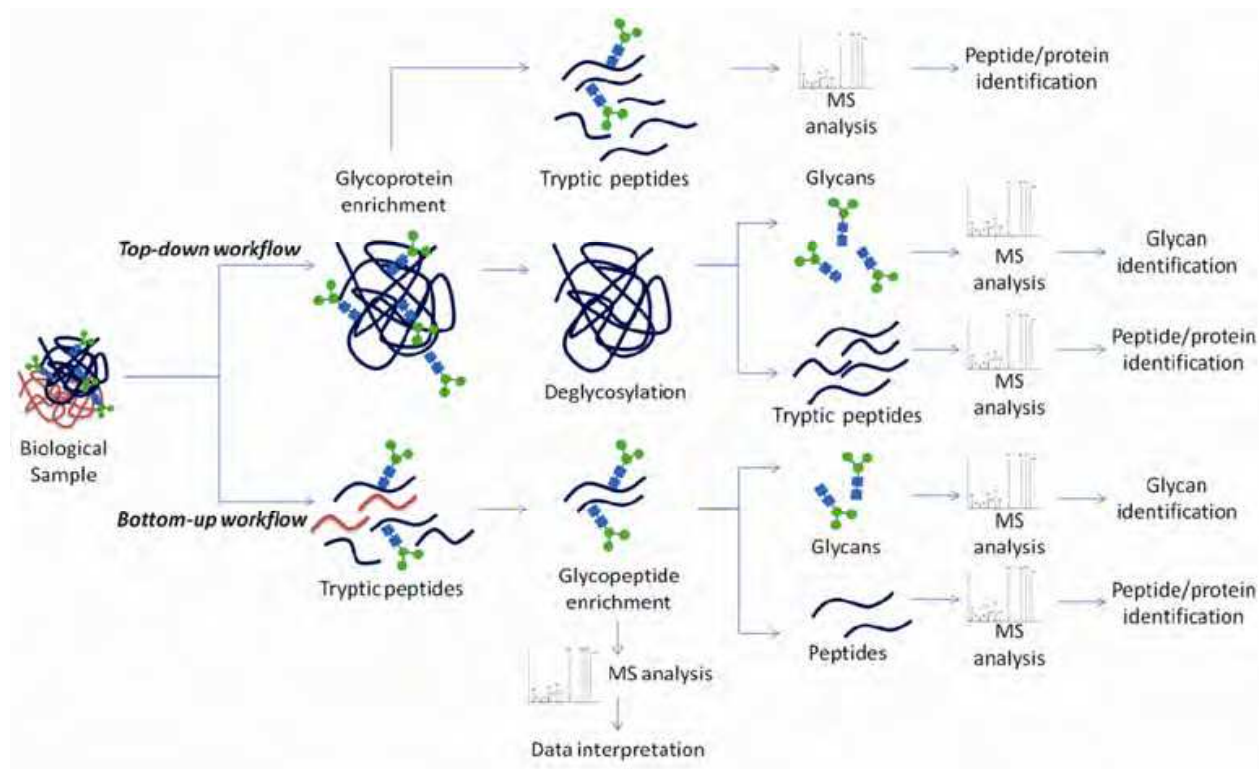 Peptide/protein
identification
MS
analysis
Glycoprotein
enrichment
Tryptic peptides
Glycans
Top-down workflow
MS
analysis
Glycan
identification
Deglycosylation
Peptide/protein
identification
MS
analysis
Tryptic peptides
Biological
Sample
Bottom-up workflow
Tryptic peptides
Glycopeptide
enrichment
Glycans
MS
analysis
Glycan
identification
Peptides
MS
analysis
Peptide/protein
identification
MS analysis
Data interpretation